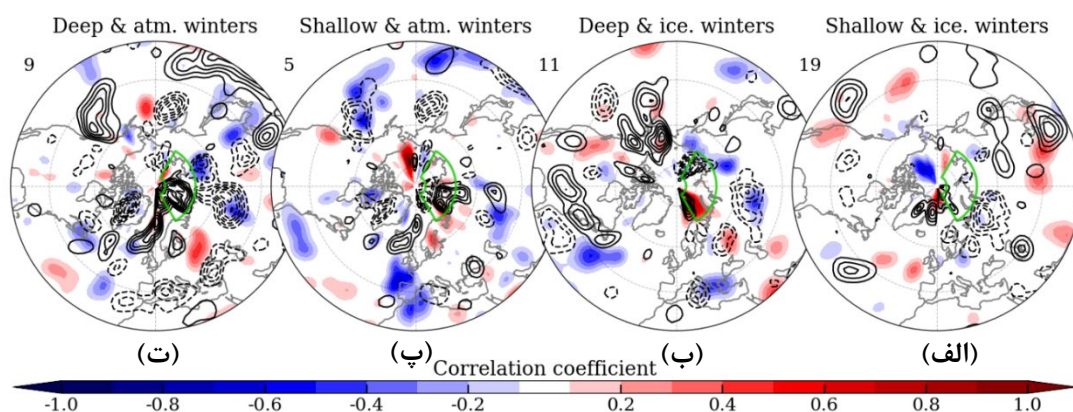 Deep & atm. winters Shallow & atm. winters Deep & ice. winters Shallow & ice. winters
9 5 11 19
(ت) (پ) (ب) (الف)
Correlation coefficient
-1.0 -0.8 -0.6 -0.4 -0.2 0.2 0.4 0.6 0.8 1.0